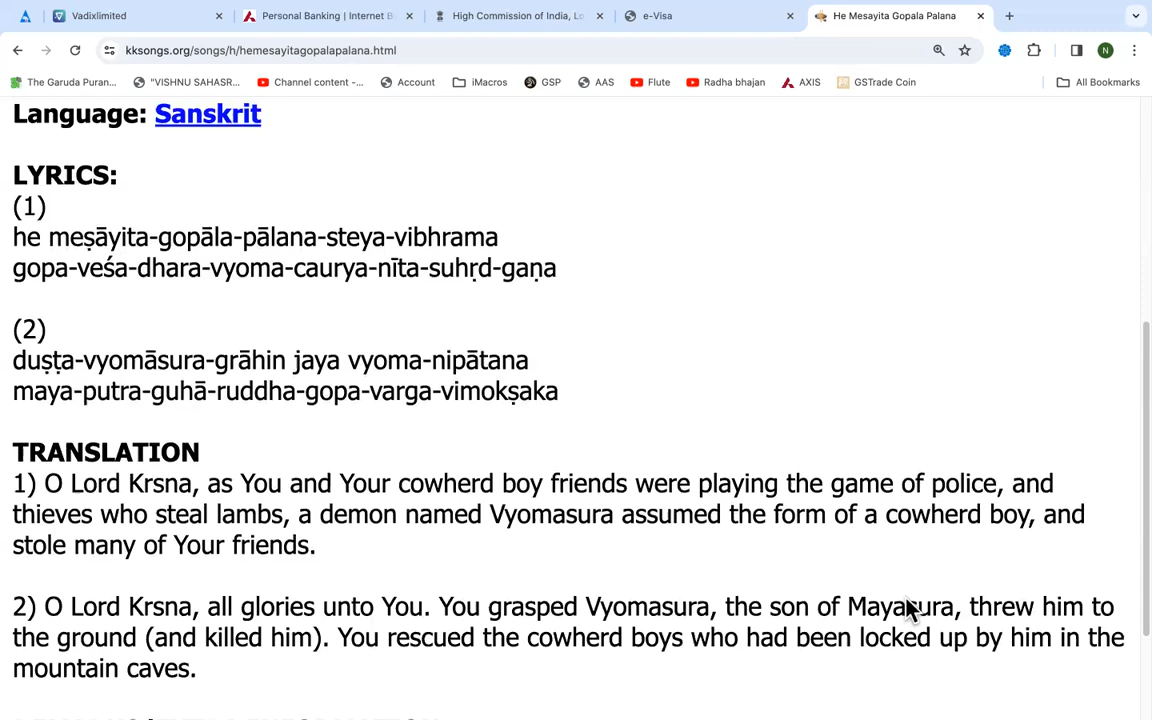 Vadixlimited
Personal Banking | Internet B
High Commission of India, Lo
e-Visa
He Mesayita Gopala Palana
kksongs.org/songs/h/hemesayitagopalapalana.html
N
The Garuda Puran...
"VISHNU SAHASR...
Channel content -...
Account
iMacros
GSP
AAS
Flute
Radha bhajan
AXIS
GSTrade Coin
All Bookmarks
Language: Sanskrit
LYRICS:
(1)
he meṣāyita-gopāla-pālana-steya-vibhrama
gopa-veśa-dhara-vyoma-caurya-nīta-suhṛd-gaṇa
(2)
duṣṭa-vyomāsura-grāhin jaya vyoma-nipātana
maya-putra-guhā-ruddha-gopa-varga-vimokṣaka
TRANSLATION
1) O Lord Krsna, as You and Your cowherd boy friends were playing the game of police, and
thieves who steal lambs, a demon named Vyomasura assumed the form of a cowherd boy, and
stole many of Your friends.
2) O Lord Krsna, all glories unto You. You grasped Vyomasura, the son of Mayasura, threw him to
the ground (and killed him). You rescued the cowherd boys who had been locked up by him in the
mountain caves.